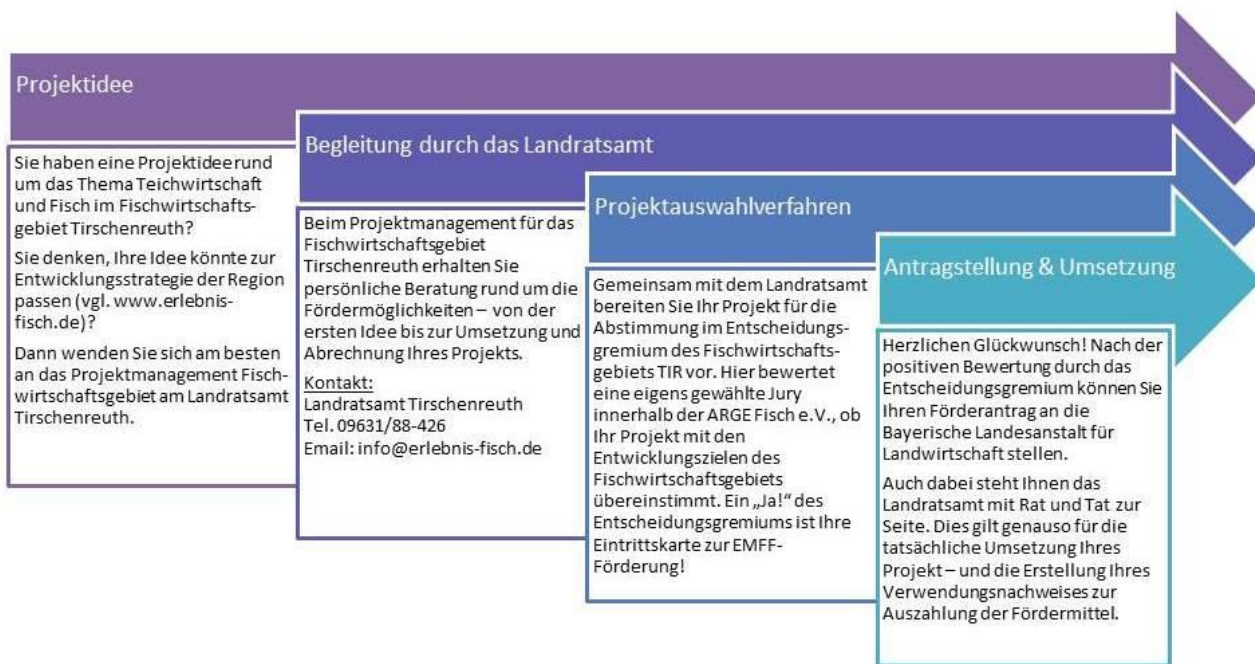 Projektidee
Sie haben eine Projektidee rund
um das Thema Teichwirtschaft
und Fisch im Fischwirtschafts-
gebiet Tirschenreuth?
Sie denken, Ihre Idee könnte zur
Entwicklungsstrategie der Region
passen (vgl. www.erlebnis-
fisch.de)?
Dann wenden Sie sich am besten
an das Projektmanagement Fisch-
wirtschaftsgebiet am Landratsamt
Tirschenreuth.
Begleitung durch das Landratsamt
Beim Projektmanagement für das
Fischwirtschaftsgebiet
Tirschenreuth erhalten Sie
persönliche Beratung rund um die
Fördermöglichkeiten – von der
ersten Idee bis zur Umsetzung und
Abrechnung Ihres Projekts.
Kontakt:
Landratsamt Tirschenreuth
Tel. 09631/88-426
Email: info@erlebnis-fisch.de
Projektauswahlverfahren
Gemeinsam mit dem Landratsamt
bereiten Sie Ihr Projekt für die
Abstimmung im Entscheidungs-
gremium des Fischwirtschafts-
gebiets TIR vor. Hier bewertet
eine eigens gewählte Jury
innerhalb der ARGE Fisch e.V., ob
Ihr Projekt mit den
Entwicklungszielen des
Fischwirtschaftsgebiets
übereinstimmt. Ein „Ja!“ des
Entscheidungsgremiums ist Ihre
Eintrittskarte zur EMFF-
Förderung!
Antragstellung & Umsetzung
Herzlichen Glückwunsch! Nach der
positiven Bewertung durch das
Entscheidungsgremium können Sie
Ihren Förderantrag an die
Bayerische Landesanstalt für
Landwirtschaft stellen.
Auch dabei steht Ihnen das
Landratsamt mit Rat und Tat zur
Seite. Dies gilt genauso für die
tatsächliche Umsetzung Ihres
Projekt – und die Erstellung Ihres
Verwendungsnachweises zur
Auszahlung der Fördermittel.